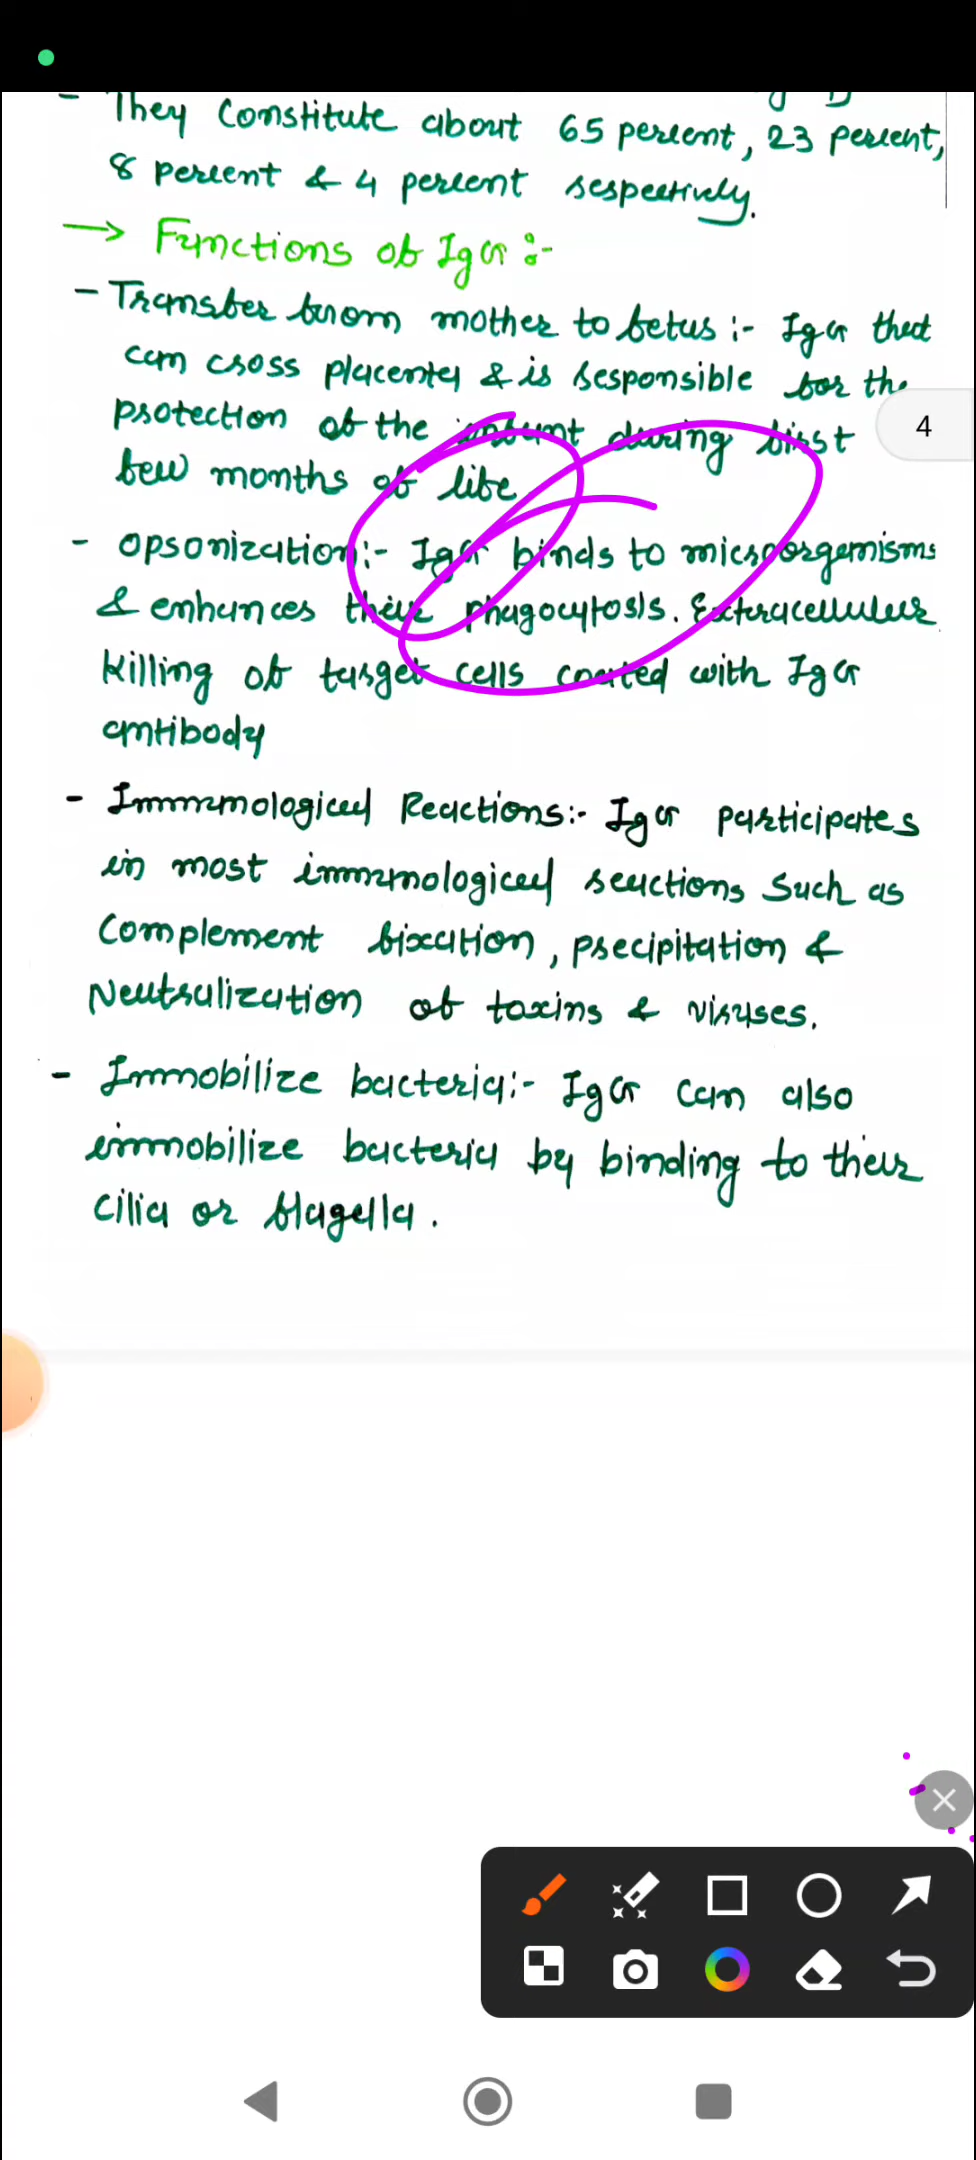 - They constitute about 65 percent, 23 percent,
8 percent & 4 percent respectively.
→ Functions of IgG :-
- Transfer from mother to fetus :- IgG that
can cross placenta & is responsible for the
protection of the infant during first
few months of life
- Opsonization :- IgG binds to microorganisms
& enhances their phagocytosis. Extracellular
killing of target cells coated with IgG
antibody
- Immunological Reactions :- IgG participates
in most immunological reactions such as
Complement fixation, precipitation &
Neutralization of toxins & viruses.
- Immobilize bacteria :- IgG can also
immobilize bacteria by binding to their
cilia or flagella.
4